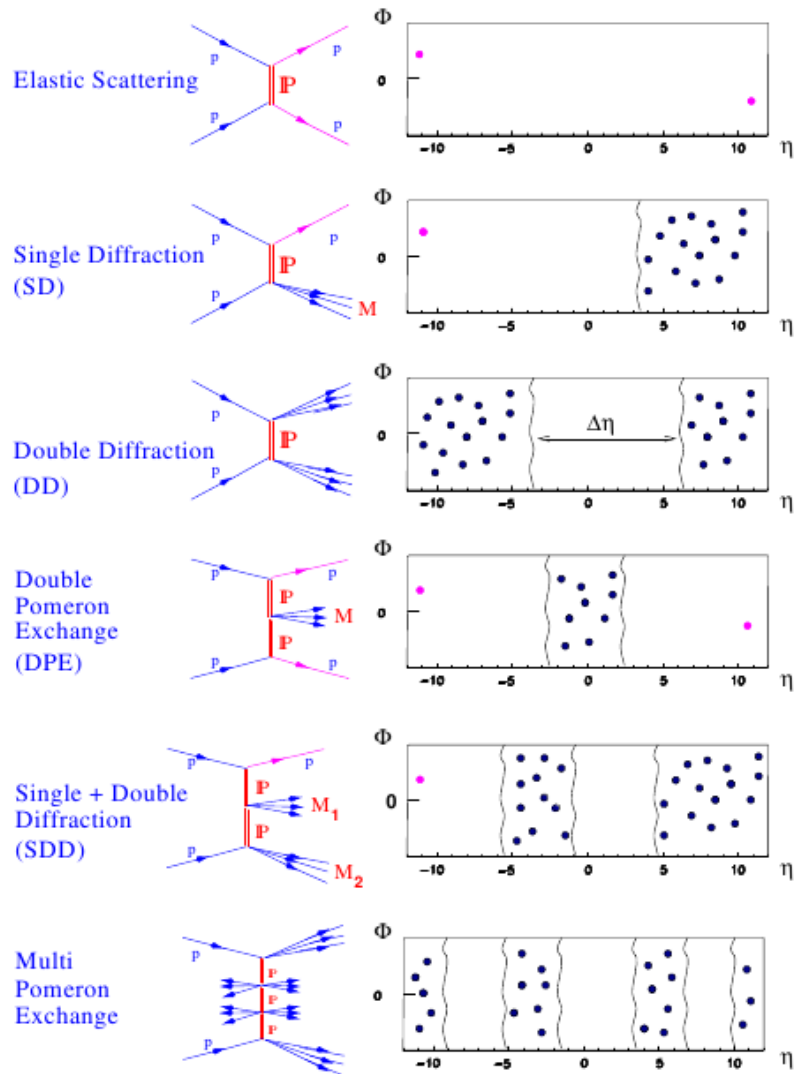 Elastic Scattering
p
p
ℙ
p
p
Φ
0
-10 -5 0 5 10 η
Single Diffraction
(SD)
p
p
ℙ
p
M
Φ
0
-10 -5 0 5 10 η
Double Diffraction
(DD)
p
p
ℙ
Φ
0
Δη
-10 -5 0 5 10 η
Double
Pomeron
Exchange
(DPE)
p
p
ℙ
M
ℙ
p
p
Φ
0
-10 -5 0 5 10 η
Single + Double
Diffraction
(SDD)
p
p
ℙ
M₁
ℙ
p
M₂
Φ
0
-10 -5 0 5 10 η
Multi
Pomeron
Exchange
p
ℙ
ℙ
ℙ
p
Φ
0
-10 -5 0 5 10 η